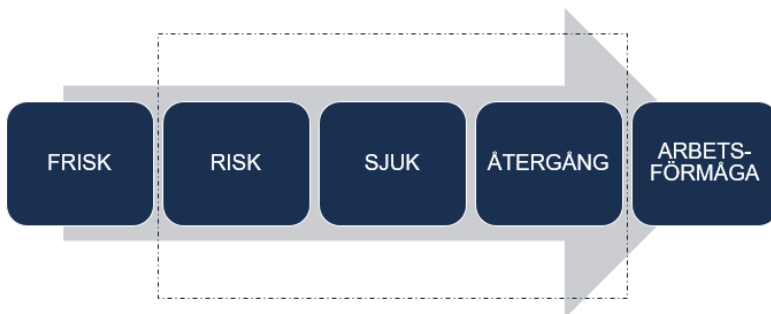 FRISK
RISK
SJUK
ÅTERGÅNG
ARBETS-
FÖRMÅGA